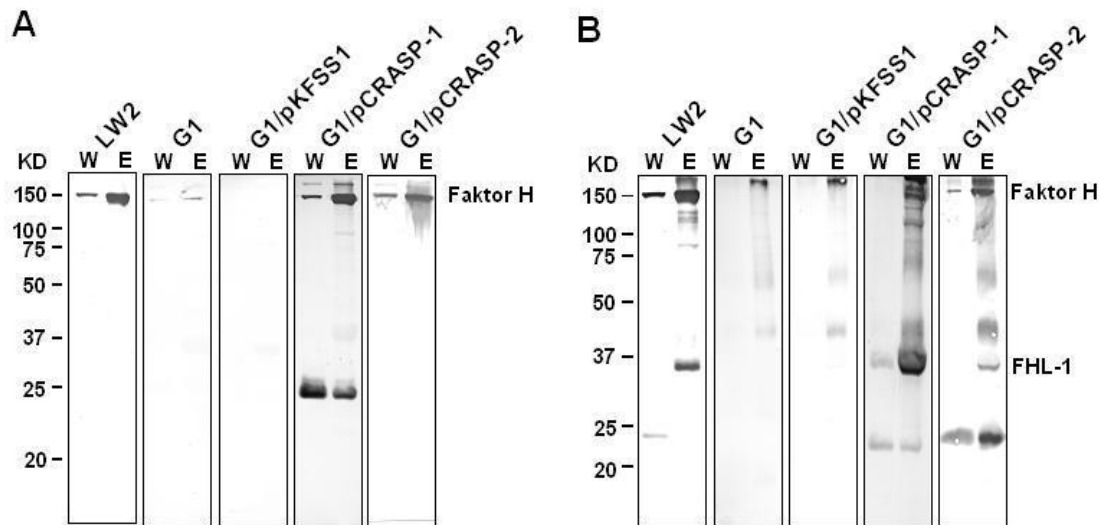 A
LW2
G1
G1/pKFSS1
G1/pCRASP-1
G1/pCRASP-2
KD
W E W E W E W E W E
150
100
75
50
37
25
20
Faktor H
B
LW2
G1
G1/pKFSS1
G1/pCRASP-1
G1/pCRASP-2
KD
W E W E W E W E W E
150
100
75
50
37
25
20
Faktor H
FHL-1